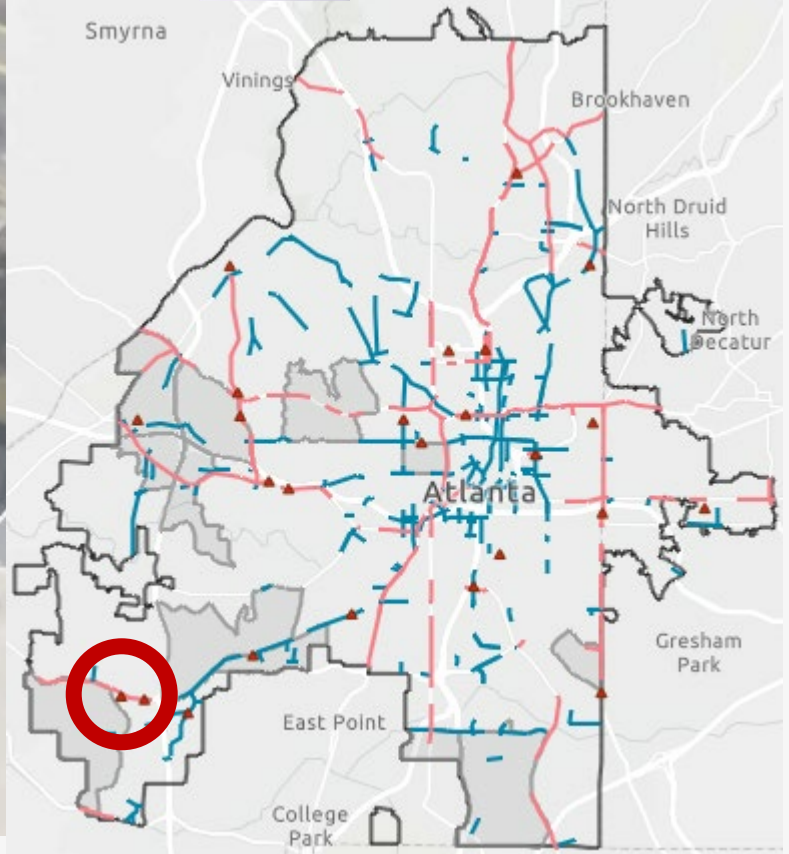 Smyrna
Vinings
Brookhaven
North Druid
Hills
North
Decatur
Atlanta
Gresham
Park
East Point
College
Park